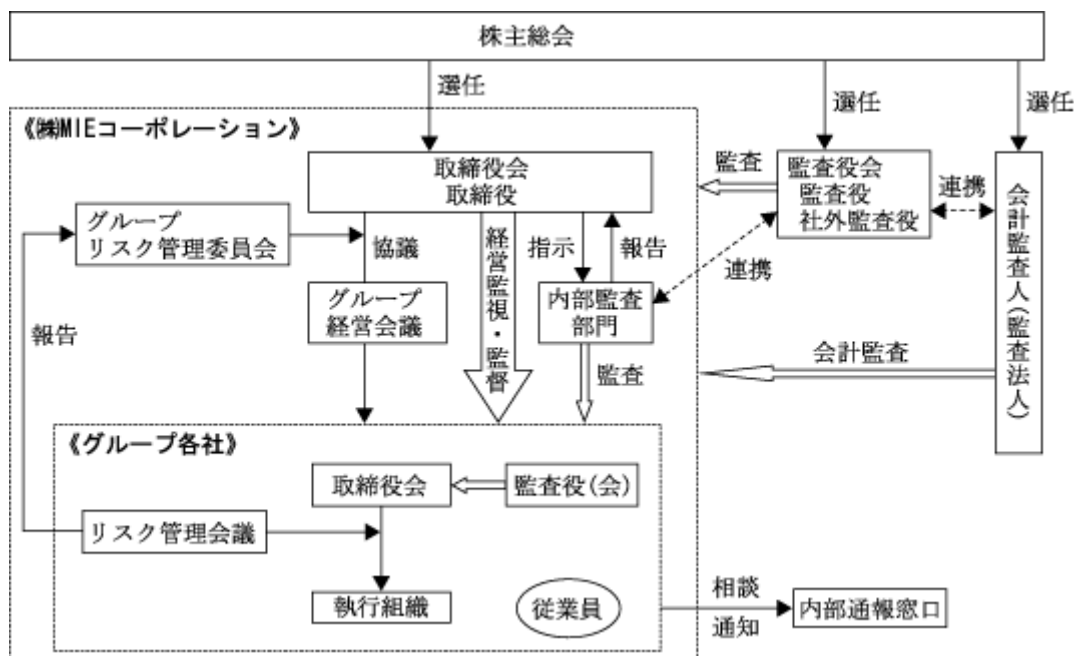 株主総会
選任
選任
選任
《㈱MIEコーポレーション》
取締役会
取締役
監査
監査役会
監査役
社外監査役
連携
会計監査人(監査法人)
グループ
リスク管理委員会
協議
経営監視・監督
指示
報告
連携
グループ
経営会議
内部監査
部門
報告
会計監査
監査
《グループ各社》
取締役会
監査役(会)
リスク管理会議
執行組織
従業員
相談
通知
内部通報窓口